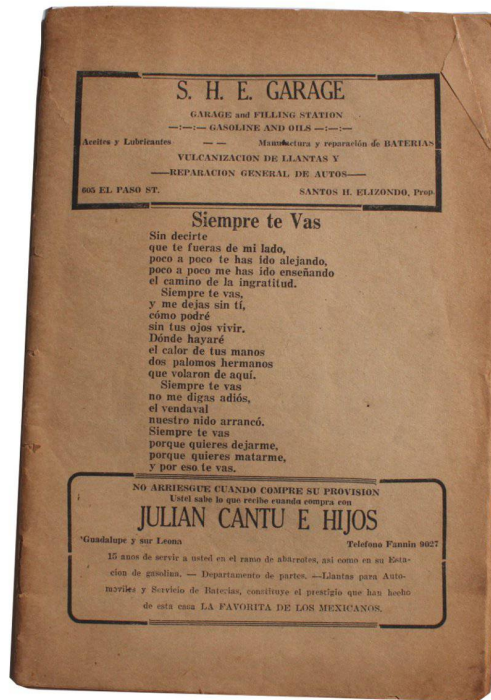 S. H. E. GARAGE
GARAGE and FILLING STATION
—:—:— GASOLINE AND OILS —:—:—
Aceites y Lubricantes — — Manufactura y reparación de BATERIAS
VULCANIZACION DE LLANTAS Y
——REPARACION GENERAL DE AUTOS——
605 EL PASO ST. SANTOS H. ELIZONDO, Prop.
Siempre te Vas
Sin decirte
que te fueras de mi lado,
poco a poco te has ido alejando,
poco a poco me has ido enseñando
el camino de la ingratitud.
Siempre te vas,
y me dejas sin tí,
cómo podré
sin tus ojos vivir.
Dónde hayaré
el calor de tus manos
dos palomos hermanos
que volaron de aquí.
Siempre te vas
no me digas adiós,
el vendaval
nuestro nido arrancó.
Siempre te vas
porque quieres dejarme,
porque quieres matarme,
y por eso te vas.
NO ARRIESGUE CUANDO COMPRE SU PROVISION
Ustel sabe lo que recibe cuando compra con
JULIAN CANTU E HIJOS
Guadalupe y sur Leona Telefono Fannin 9027
15 anos de servir a usted en el ramo de abarrotes, asi como en su Esta-
cion de gasolina. — Departamento de partes. —Llantas para Auto-
moviles y Servicio de Baterias, constituye el prestigio que han hecho
de esta casa LA FAVORITA DE LOS MEXICANOS.